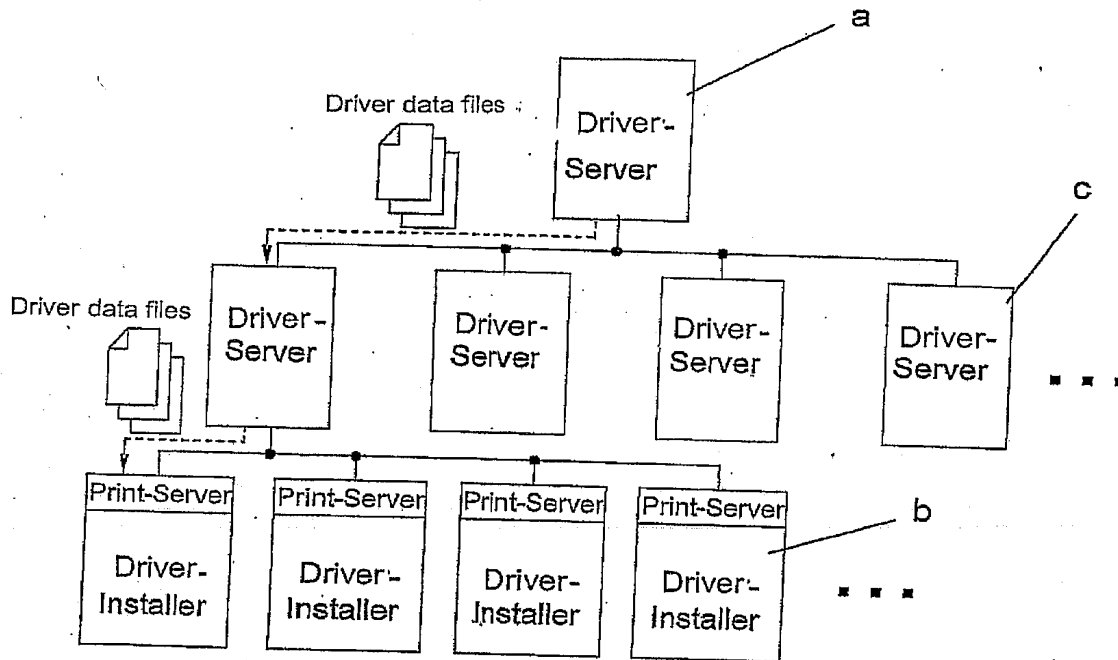 a
Driver data files
Driver-
Server
c
Driver data files
Driver-
Server
Driver-
Server
Driver-
Server
Driver-
Server
Print-Server
Print-Server
Print-Server
Print-Server
b
Driver-
Installer
Driver-
Installer
Driver-
Installer
Driver-
Installer